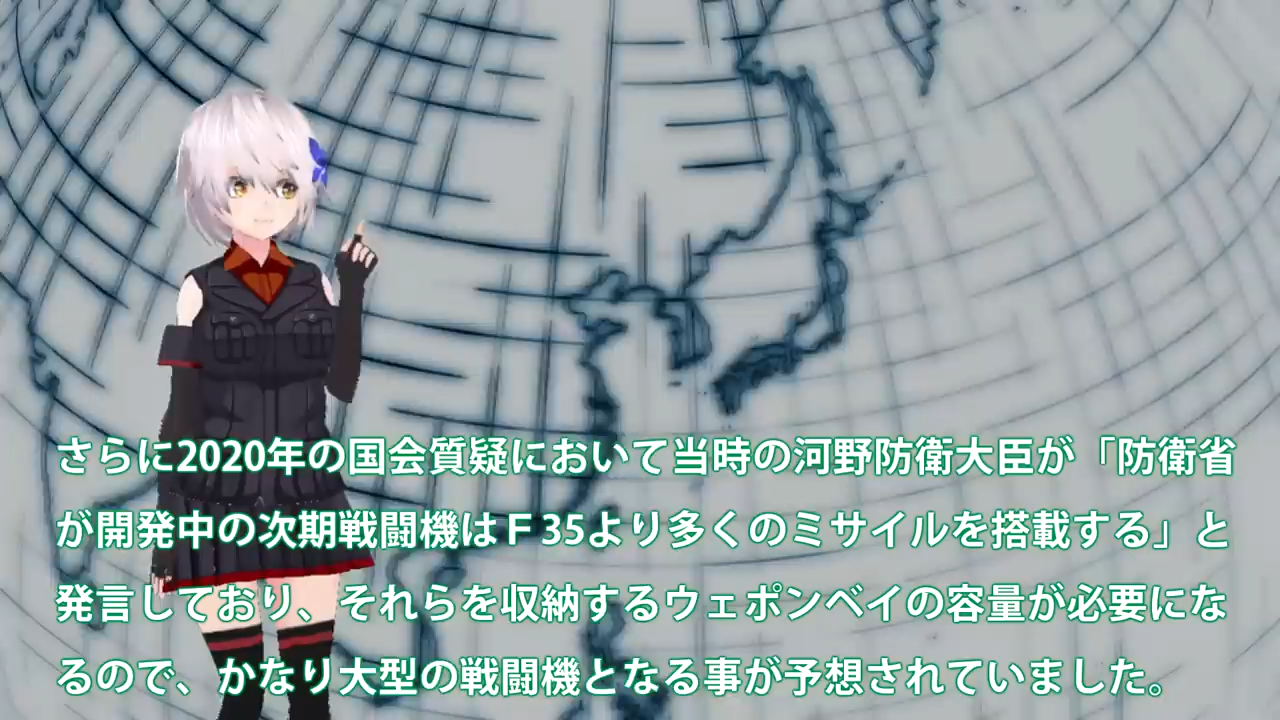 さらに2020年の国会質疑において当時の河野防衛大臣が「防衛省
が開発中の次期戦闘機はＦ35より多くのミサイルを搭載する」と
発言しており、それらを収納するウェポンベイの容量が必要にな
るので、かなり大型の戦闘機となる事が予想されていました。